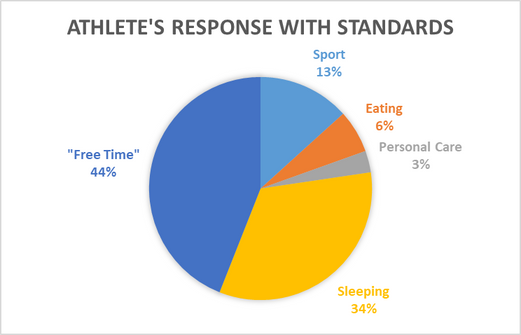 ATHLETE'S RESPONSE WITH STANDARDS
Sport
13%
Eating
6%
Personal Care
3%
"Free Time"
44%
Sleeping
34%